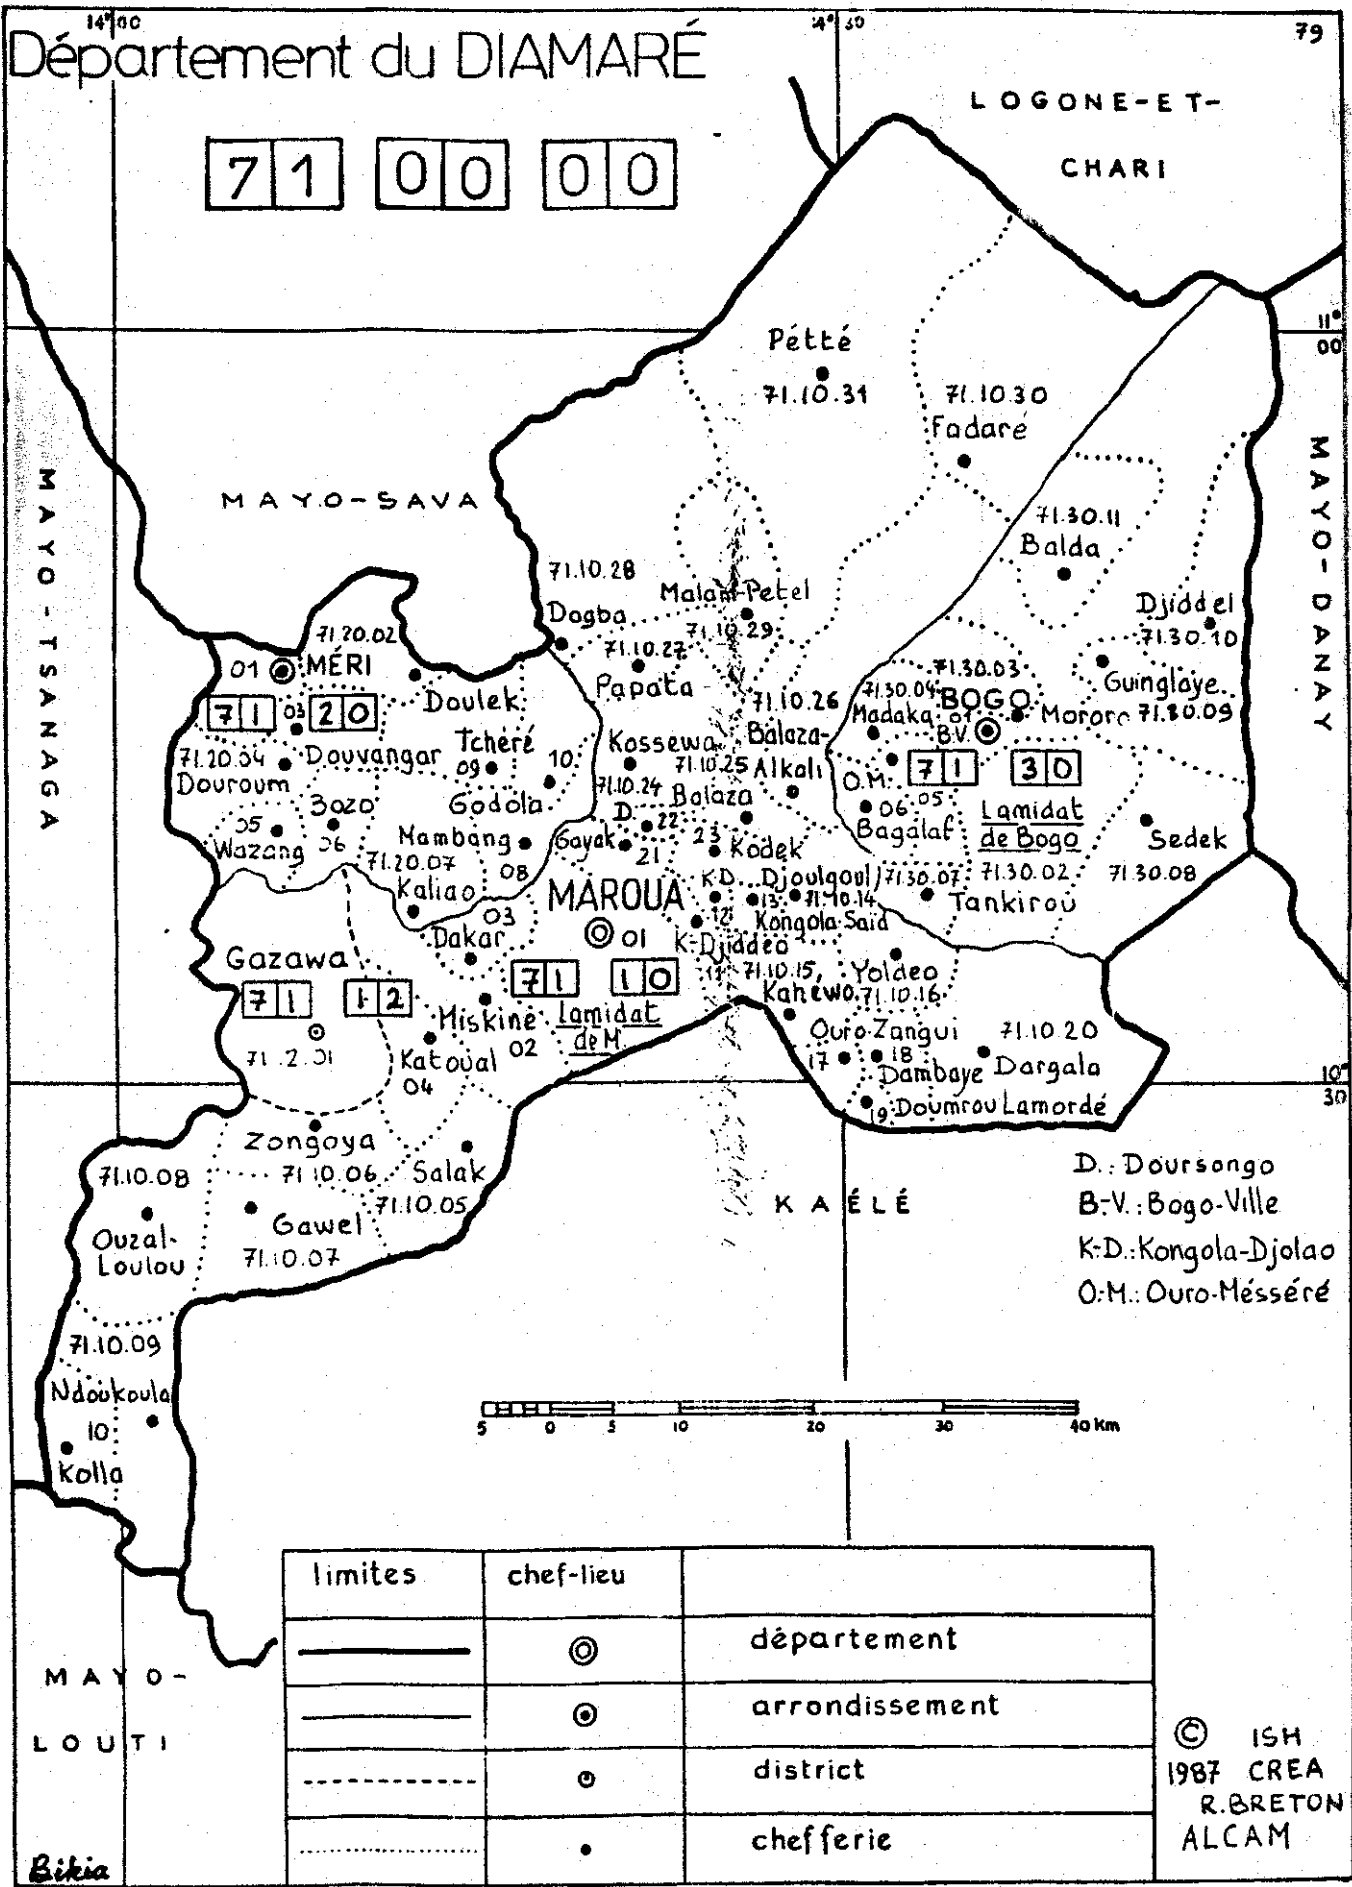 14°00
14°30
79
Département du DIAMARÉ
LOGONE-ET-
CHARI
71 00 00
11°
00
Pétté
71.10.31
71.10.30
Fadaré
MAYO-SAVA
MAYO-TSANAGA
MAYO-DANAY
71.30.11
Balda
71.10.28
Dogba
Malam-Petel
71.10.29
Djiddel
71.30.10
71.20.02
01 MÉRI
71 20
03
Doulek
Douvangar
71.10.27
Papata
71.30.03
71.30.04
BOGO
Madaka
01
B.V.
Mororo
Guinglaye
71.30.09
71.10.26
Balaza-
Alkali
71.20.04
Douroum
Tchéré
09
10
Godola
Kossewa
71.10.25
71.10.24
Balaza
O.M.
71 30
05
06
Bagalaf
Lamidat
de Bogo
Sedek
71.30.08
05
Wazang
Bozo
06
Mambang
08
71.20.07
Kaliao
03
Dakar
D.
22
Gayak
21
23
Kodek
MAROUA
01
K.D.
12
Djoulgouf
13
71.10.14
Kongola-Saïd
71.30.07
71.30.02
Tankirou
K-Djiddeo
11
71.10.15
Kahéwo
Yoldeo
71.10.16
Gazawa
71 12
71.2.01
71 10
Lamidat
de M.
Miskine
02
Katoual
04
Ouro-Zangui
17
18
Dambaye
71.10.20
Dargala
19
Doumrou Lamordé
10°
30
Zongoya
71.10.06
Salak
71.10.05
71.10.08
Ouzal-
Loulou
Gawel
71.10.07
KAÉLÉ
D.: Doursongo
B-V.: Bogo-Ville
K-D.: Kongola-Djolao
O-M.: Ouro-Mésséré
71.10.09
Ndoukoula
10
Kolla
5 0 5 10 20 30 40 Km
limites chef-lieu
département
arrondissement
district
chefferie
MAYO-
LOUTI
© ISH
1987 CREA
R.BRETON
ALCAM
Bikia